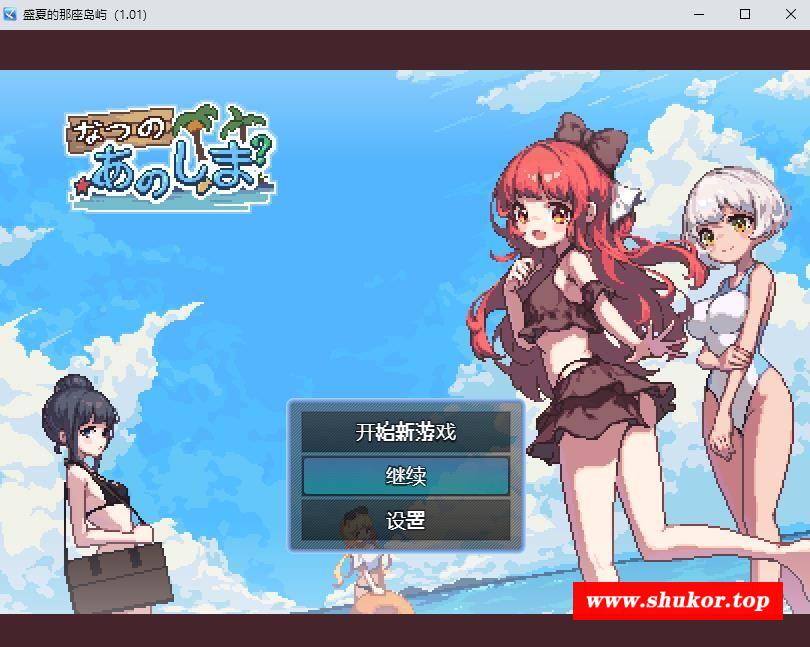 盛夏的那座岛屿 (1.01)
なつの
あのしま?
开始新游戏
继续
设置
www.shukor.top